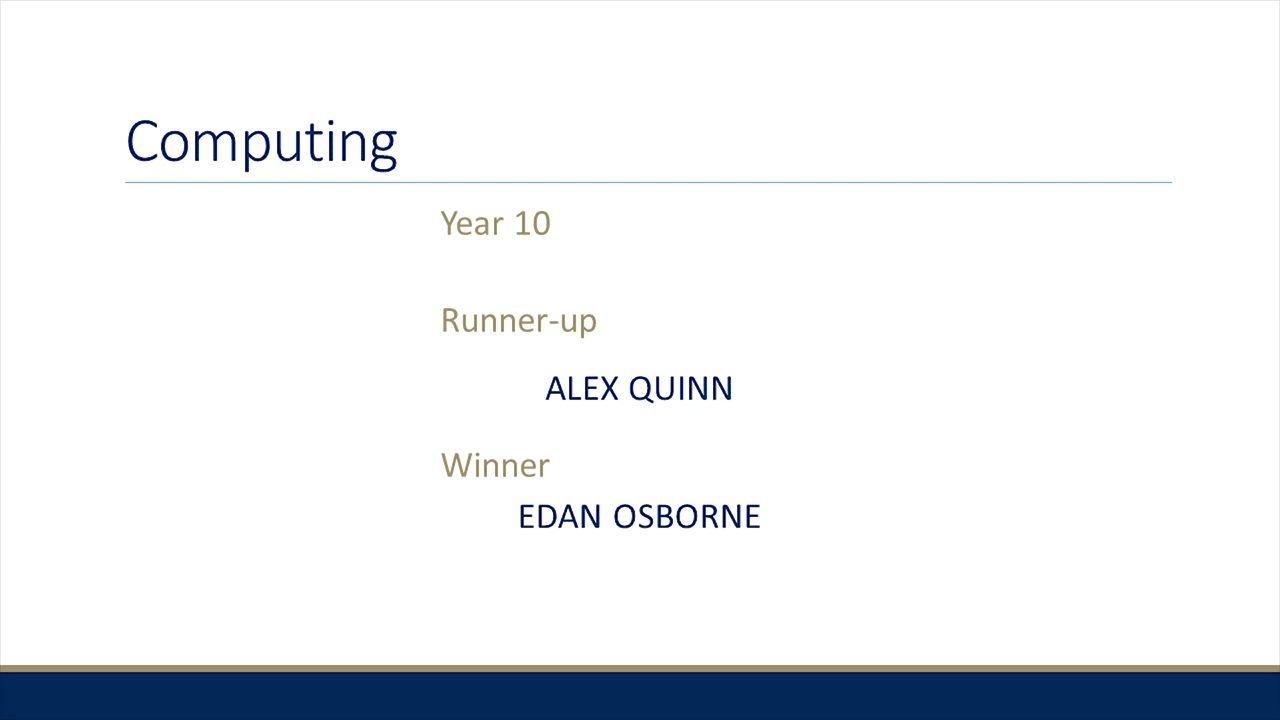 Computing
Year 10
Runner-up
ALEX QUINN
Winner
EDAN OSBORNE